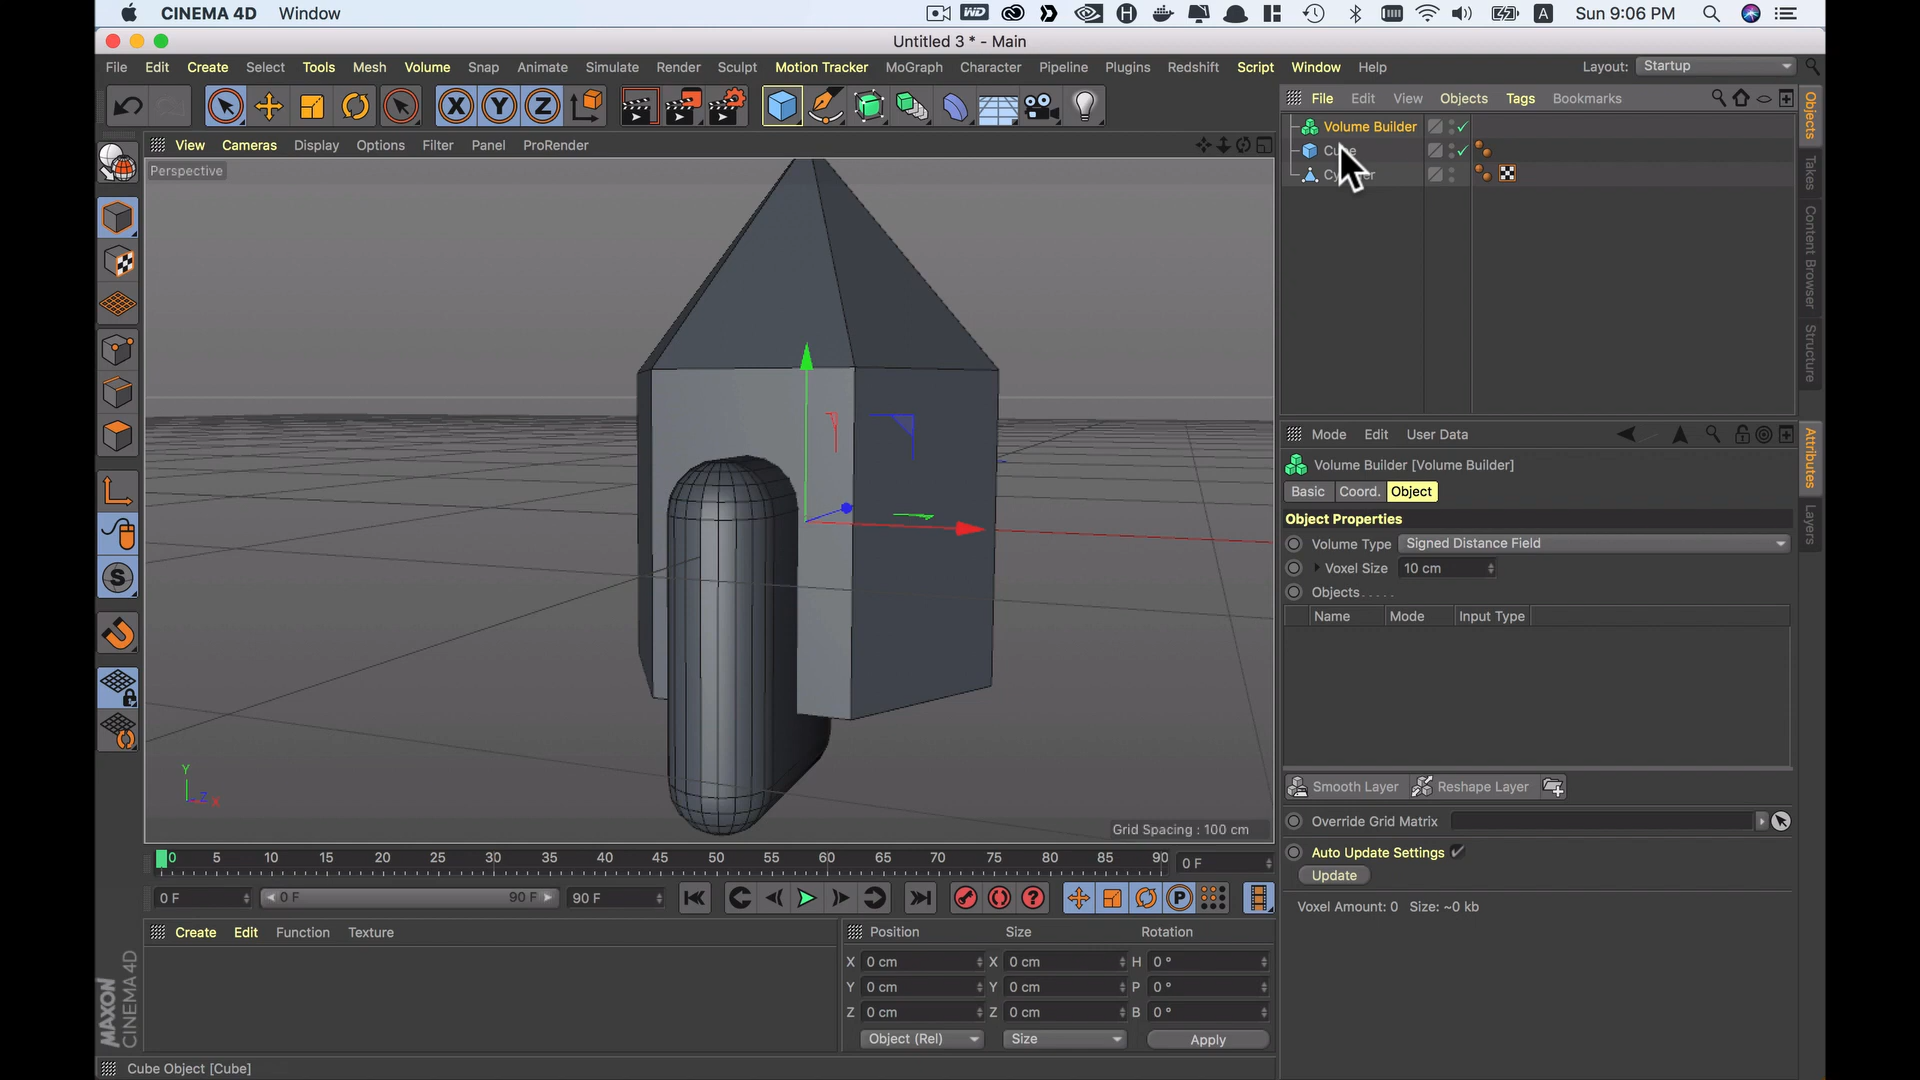 CINEMA 4D Window
A Sun 9:06 PM
Untitled 3 * - Main
File Edit Create Select Tools Mesh Volume Snap Animate Simulate Render Sculpt Motion Tracker MoGraph Character Pipeline Plugins Redshift Script Window Help Layout: Startup
X Y Z
File Edit View Objects Tags Bookmarks
View Cameras Display Options Filter Panel ProRender
Perspective
Volume Builder
Objects
Takes
Content Browser
Structure
Mode Edit User Data
Volume Builder [Volume Builder]
Basic Coord. Object
Object Properties
Volume Type Signed Distance Field
Voxel Size 10 cm
Objects . . . . .
Name Mode Input Type
Attributes
Layers
Smooth Layer Reshape Layer
Override Grid Matrix
Auto Update Settings
Update
Voxel Amount: 0 Size: ~0 kb
Y
Z X
Grid Spacing : 100 cm
0 5 10 15 20 25 30 35 40 45 50 55 60 65 70 75 80 85 90 0 F
0 F 0 F 90 F 90 F
Create Edit Function Texture
Position Size Rotation
X 0 cm X 0 cm H 0 °
Y 0 cm Y 0 cm P 0 °
Z 0 cm Z 0 cm B 0 °
Object (Rel) Size Apply
MAXON
CINEMA 4D
Cube Object [Cube]